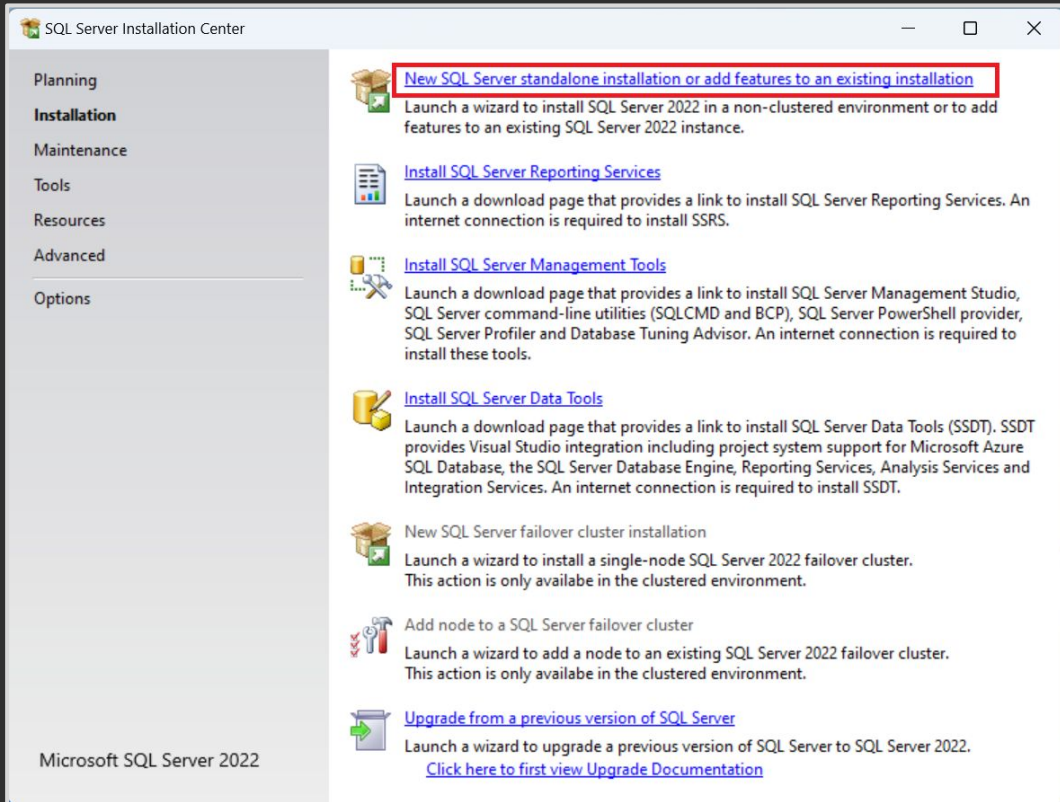 SQL Server Installation Center
Planning
Installation
Maintenance
Tools
Resources
Advanced
Options
Microsoft SQL Server 2022
New SQL Server standalone installation or add features to an existing installation
Launch a wizard to install SQL Server 2022 in a non-clustered environment or to add
features to an existing SQL Server 2022 instance.
Install SQL Server Reporting Services
Launch a download page that provides a link to install SQL Server Reporting Services. An
internet connection is required to install SSRS.
Install SQL Server Management Tools
Launch a download page that provides a link to install SQL Server Management Studio,
SQL Server command-line utilities (SQLCMD and BCP), SQL Server PowerShell provider,
SQL Server Profiler and Database Tuning Advisor. An internet connection is required to
install these tools.
Install SQL Server Data Tools
Launch a download page that provides a link to install SQL Server Data Tools (SSDT). SSDT
provides Visual Studio integration including project system support for Microsoft Azure
SQL Database, the SQL Server Database Engine, Reporting Services, Analysis Services and
Integration Services. An internet connection is required to install SSDT.
New SQL Server failover cluster installation
Launch a wizard to install a single-node SQL Server 2022 failover cluster.
This action is only availabe in the clustered environment.
Add node to a SQL Server failover cluster
Launch a wizard to add a node to an existing SQL Server 2022 failover cluster.
This action is only availabe in the clustered environment.
Upgrade from a previous version of SQL Server
Launch a wizard to upgrade a previous version of SQL Server to SQL Server 2022.
Click here to first view Upgrade Documentation